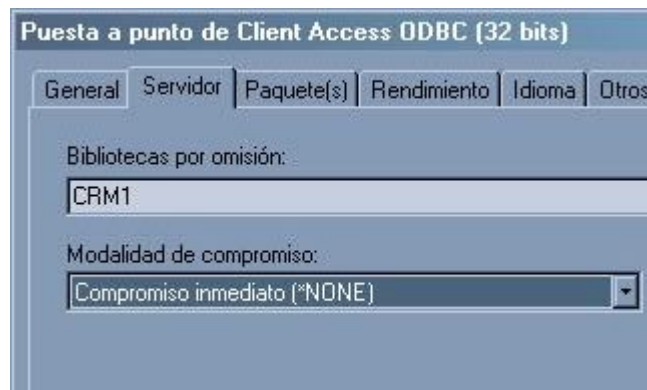 Puesta a punto de Client Access ODBC (32 bits)
General Servidor Paquete(s) Rendimiento Idioma Otros
Bibliotecas por omisión:
CRM1
Modalidad de compromiso:
Compromiso inmediato (*NONE)